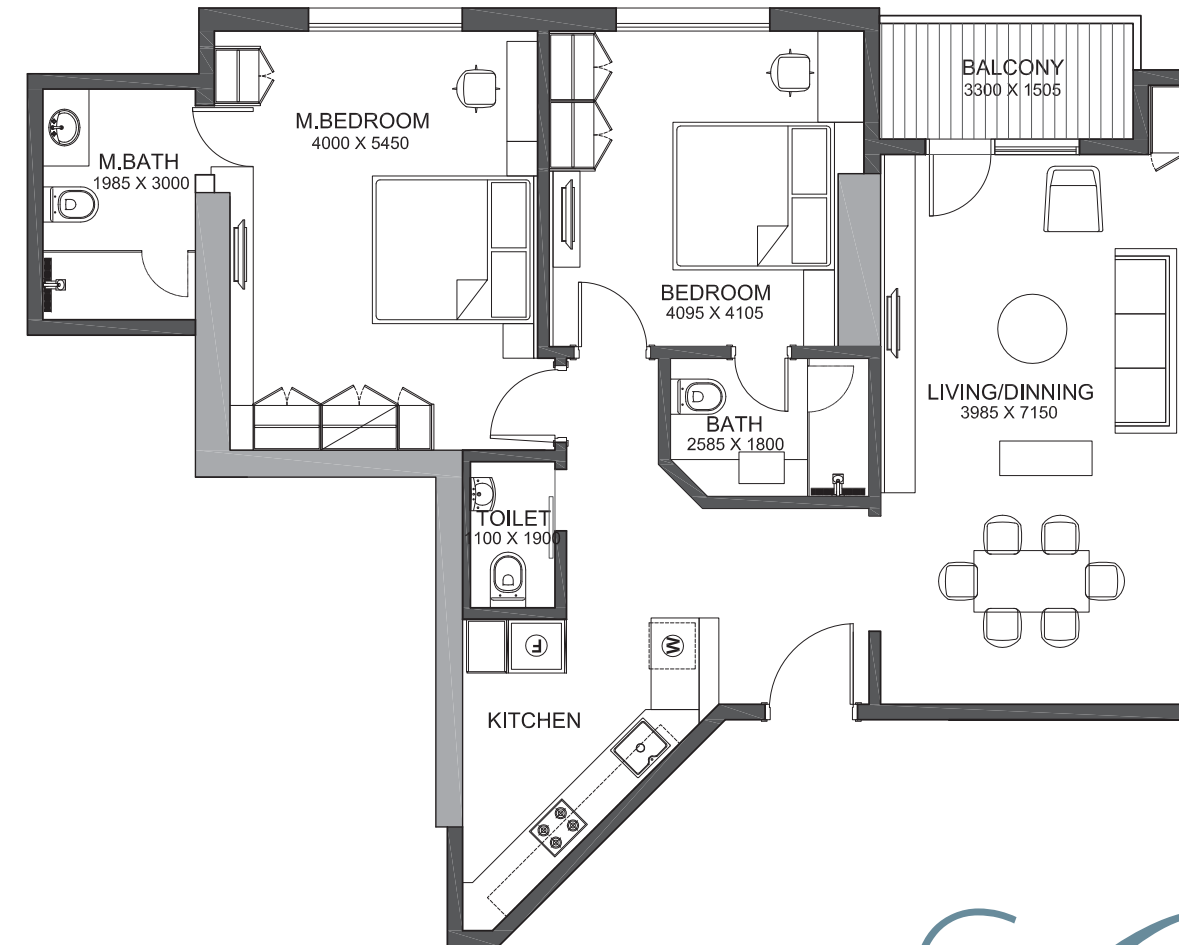 BALCONY
3300 X 1505
M.BEDROOM
4000 X 5450
M.BATH
1985 X 3000
BEDROOM
4095 X 4105
LIVING/DINNING
3985 X 7150
BATH
2585 X 1800
TOILET
1100 X 1900
F
W
KITCHEN